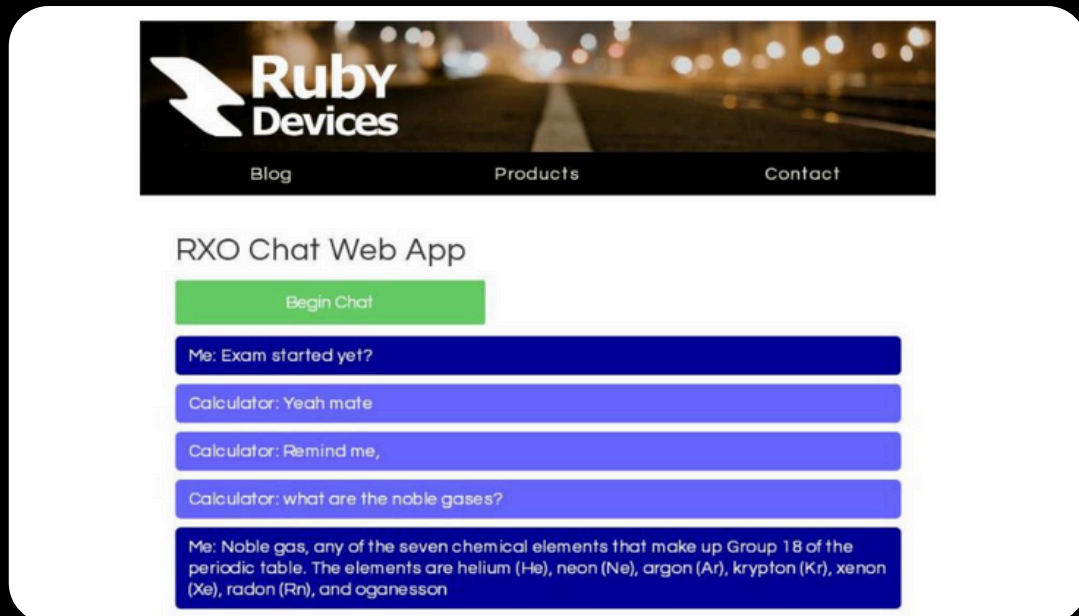 Ruby
Devices
Blog Products Contact
RXO Chat Web App
Begin Chat
Me: Exam started yet?
Calculator: Yeah mate
Calculator: Remind me,
Calculator: what are the noble gases?
Me: Noble gas, any of the seven chemical elements that make up Group 18 of the
periodic table. The elements are helium (He), neon (Ne), argon (Ar), krypton (Kr), xenon
(Xe), radon (Rn), and oganesson